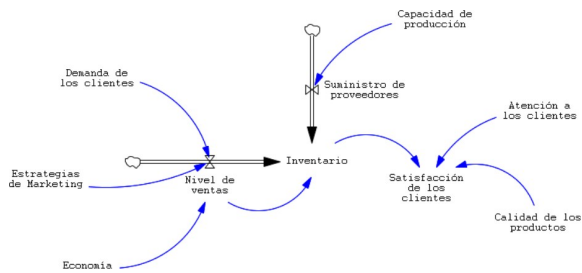 Capacidad de
producción
Demanda de
los clientes
Suministro de
proveedores
Atención a
los clientes
Inventario
Estrategias
de Marketing
Nivel de
ventas
Satisfacción
de los
clientes
Calidad de los
productos
Economía